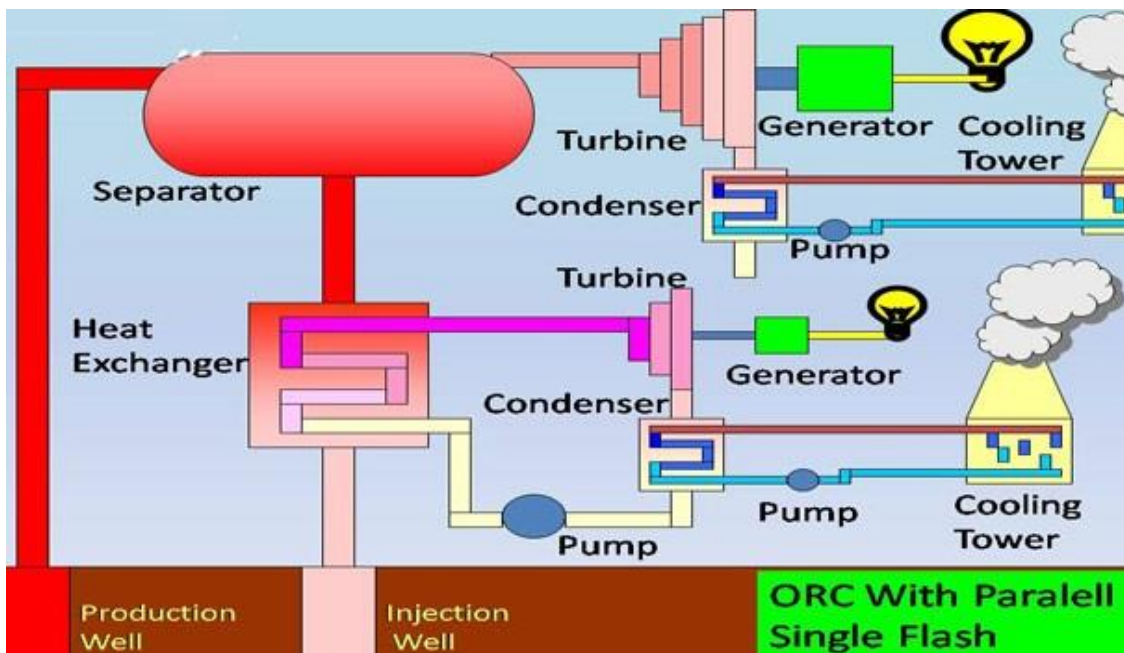 Separator
Turbine
Generator
Cooling
Tower
Condenser
Pump
Turbine
Heat
Exchanger
Generator
Condenser
Pump
Pump
Cooling
Tower
Production
Well
Injection
Well
ORC With Paralell
Single Flash